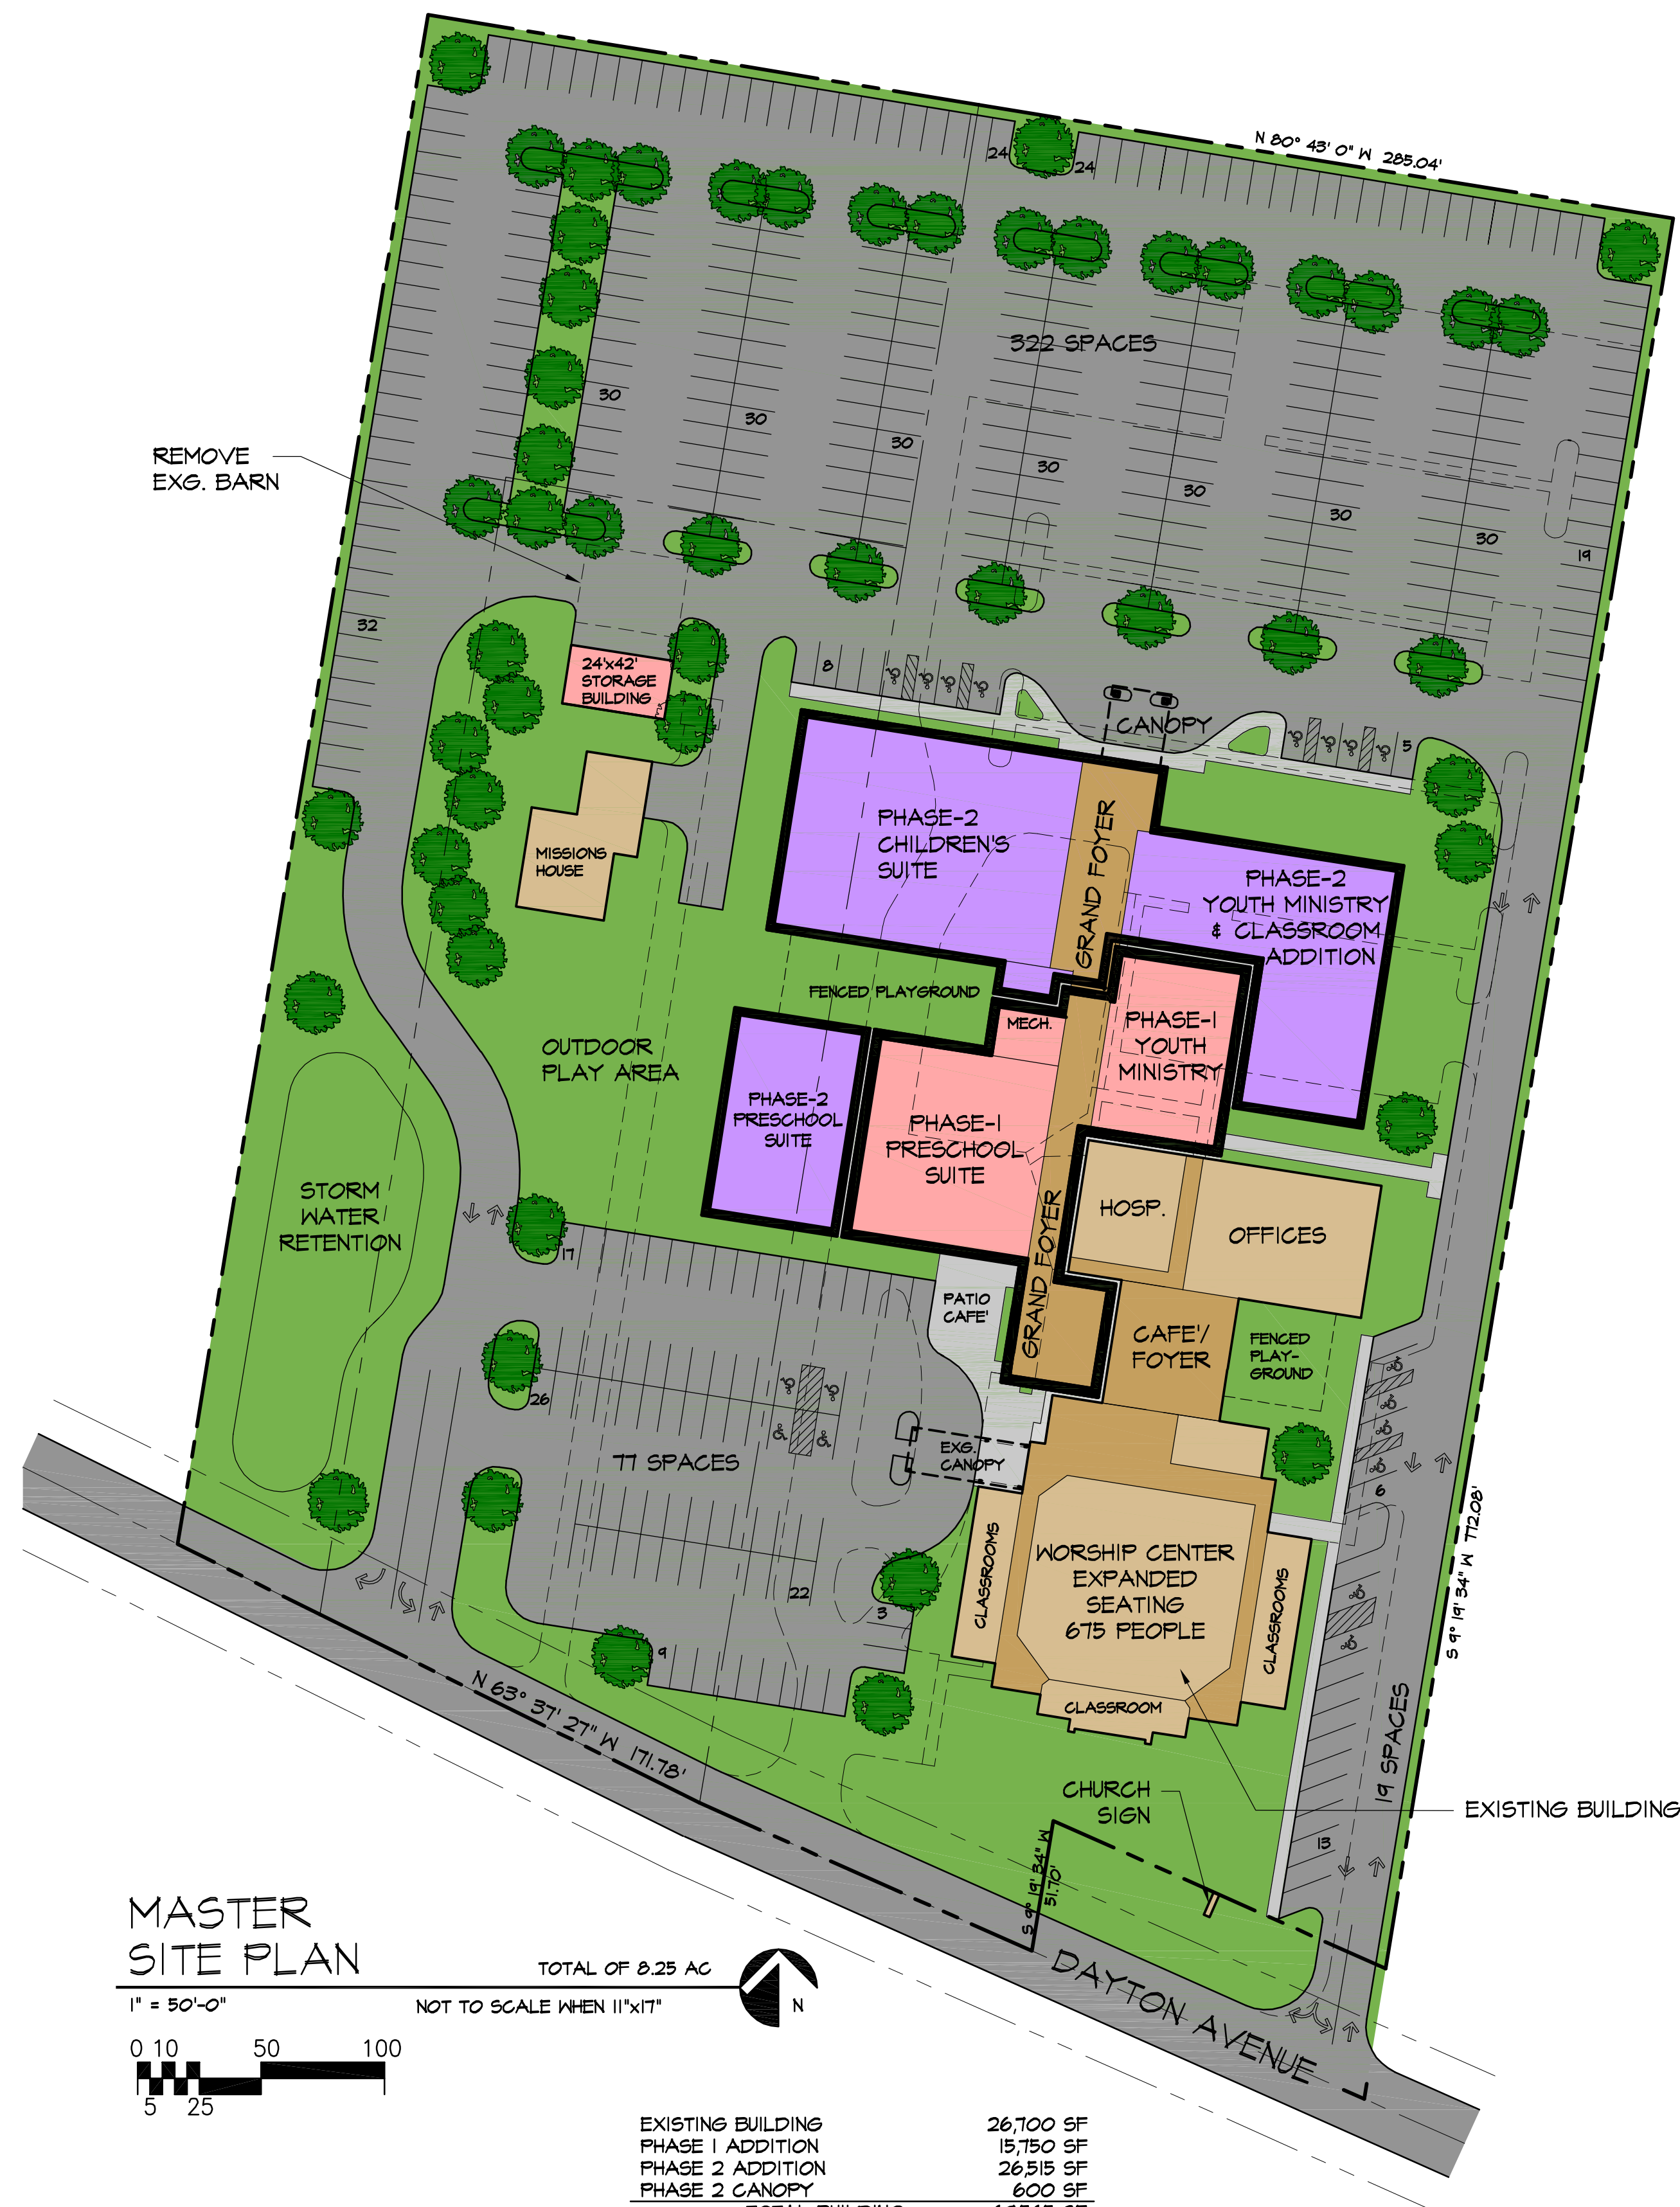 N 80° 43' 0" W 285.04'
24
24
322 SPACES
30
30
30
30
30
30
30
19
REMOVE
EXG. BARN
32
24'x42'
STORAGE
BUILDING
8
CANOPY
5
MISSIONS
HOUSE
PHASE-2
CHILDREN'S
SUITE
GRAND FOYER
PHASE-2
YOUTH MINISTRY
& CLASSROOM
ADDITION
FENCED PLAYGROUND
MECH.
PHASE-1
YOUTH
MINISTRY
OUTDOOR
PLAY AREA
PHASE-2
PRESCHOOL
SUITE
PHASE-1
PRESCHOOL
SUITE
STORM
WATER
RETENTION
HOSP.
OFFICES
GRAND FOYER
17
PATIO
CAFE'
CAFE'/
FOYER
FENCED
PLAY-
GROUND
26
77 SPACES
EXG.
CANOPY
6
S 9° 19' 34" W 772.08'
CLASSROOMS
WORSHIP CENTER
EXPANDED
SEATING
675 PEOPLE
CLASSROOMS
22
3
9
N 63° 37' 27" W 171.78'
CLASSROOM
19 SPACES
CHURCH
SIGN
EXISTING BUILDING
13
S 9° 19' 34" W
51.70'
DAYTON AVENUE
MASTER
SITE PLAN
TOTAL OF 8.25 AC
1" = 50'-0"
NOT TO SCALE WHEN 11"x17"
N
0 10 50 100
5 25
EXISTING BUILDING 26,700 SF
PHASE 1 ADDITION 15,750 SF
PHASE 2 ADDITION 26,515 SF
PHASE 2 CANOPY 600 SF